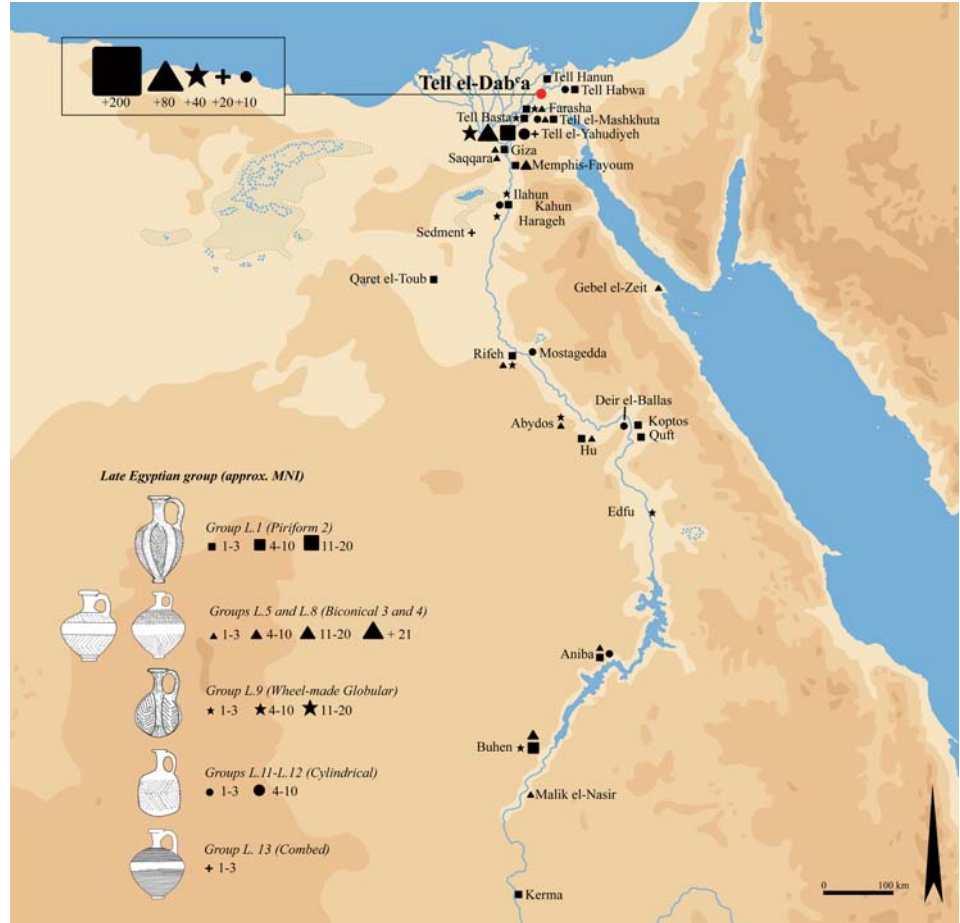 +200 +80 +40 +20 +10
Tell el-Dabᶜa
Tell Hanun
Tell Habwa
Farasha
Tell Basta
Tell el-Mashkhuta
Tell el-Yahudiyeh
Giza
Saqqara
Memphis-Fayoum
Ilahun
Kahun
Harageh
Sedment
Qaret el-Toub
Gebel el-Zeit
Rifeh
Mostagedda
Deir el-Ballas
Abydos
Koptos
Quft
Hu
Edfu
Late Egyptian group (approx. MNI)
Group L.1 (Piriform 2)
1-3 4-10 11-20
Groups L.5 and L.8 (Biconical 3 and 4)
1-3 4-10 11-20 + 21
Group L.9 (Wheel-made Globular)
1-3 4-10 11-20
Groups L.11-L.12 (Cylindrical)
1-3 4-10
Group L. 13 (Combed)
1-3
Aniba
Buhen
Malik el-Nasir
Kerma
0 100 km